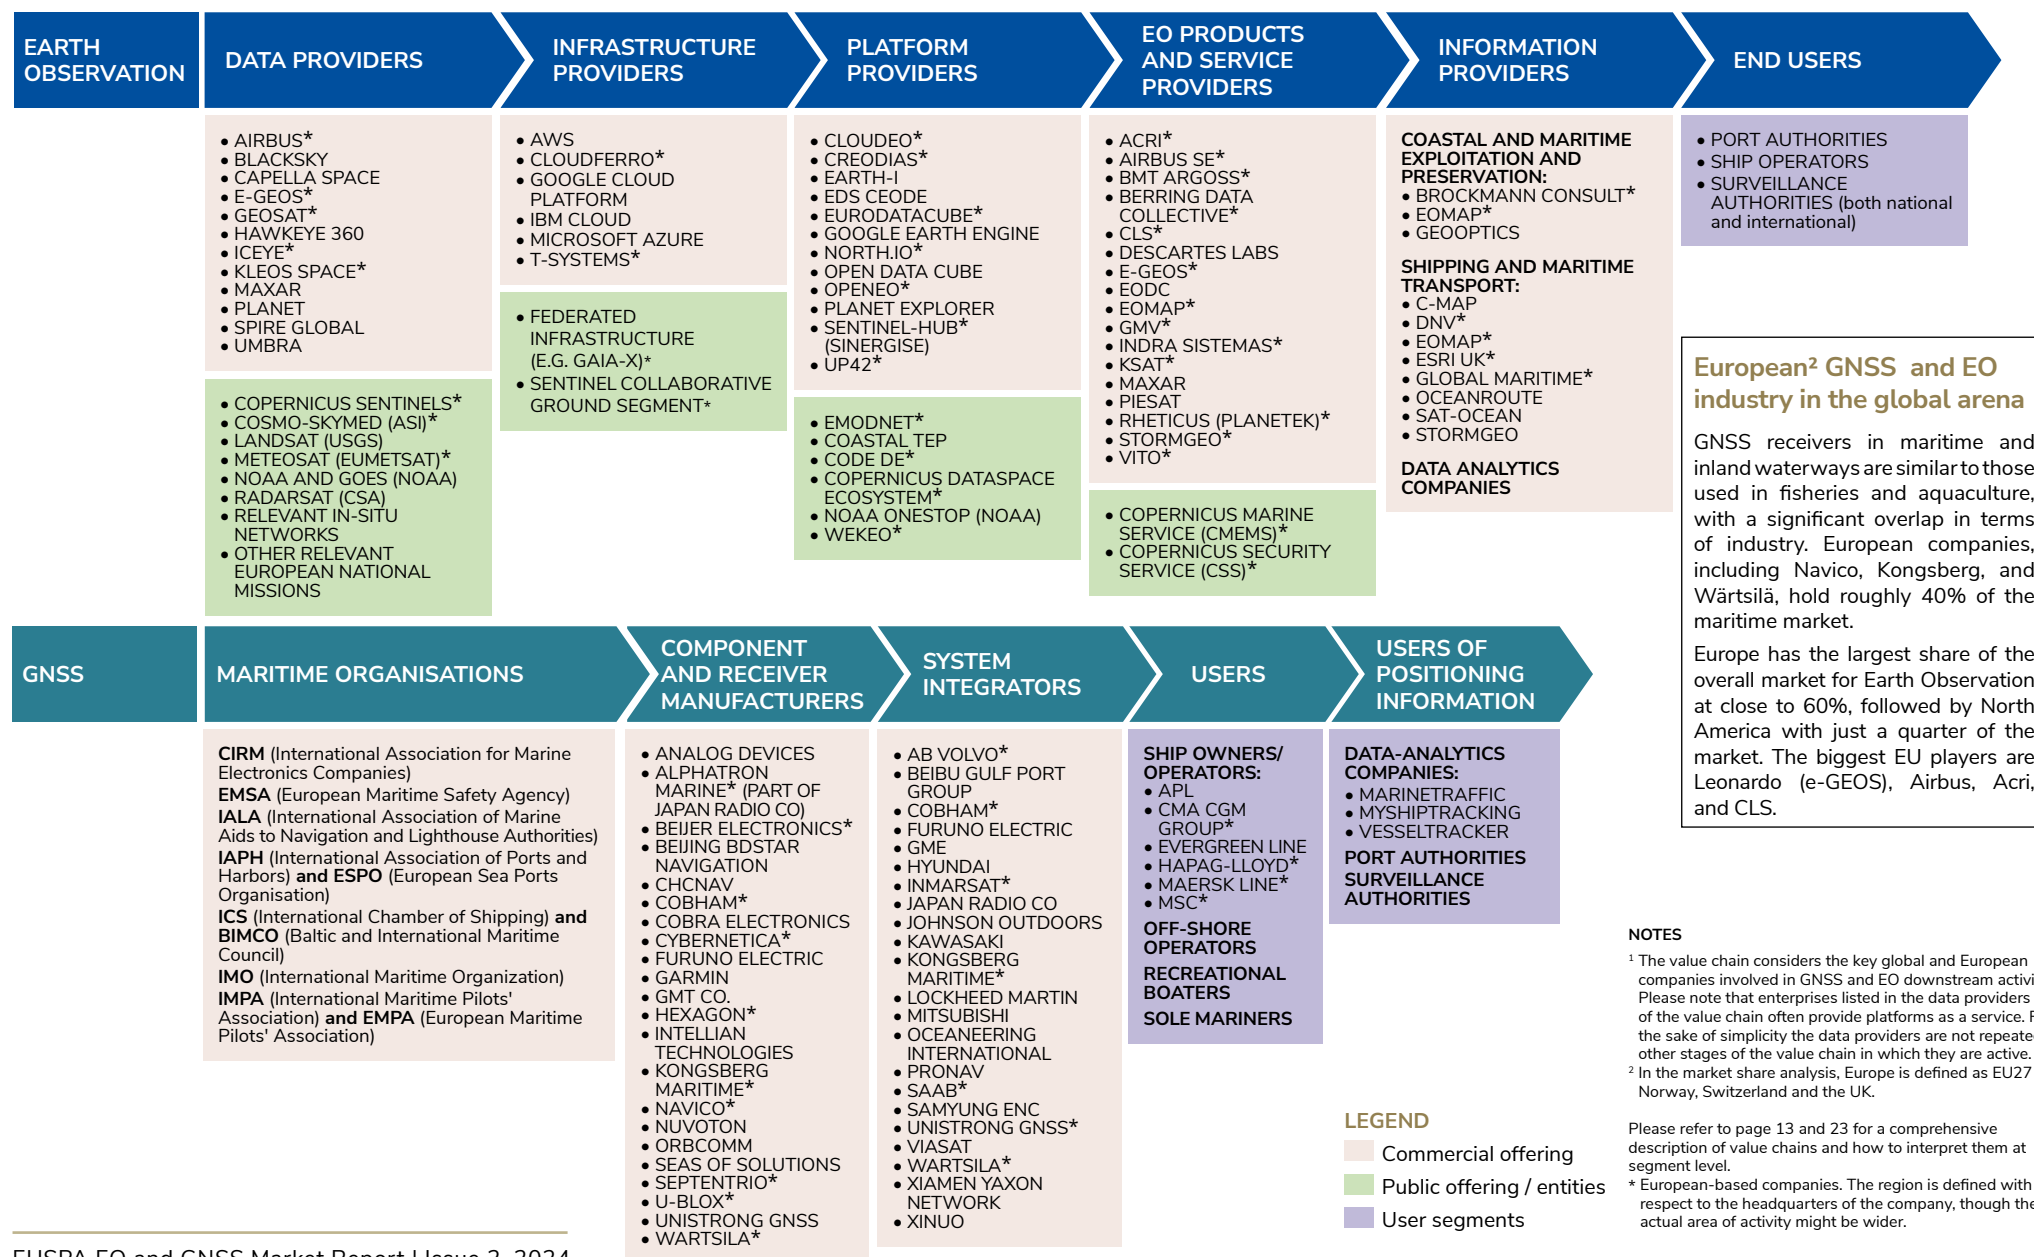 EARTH
OBSERVATION
DATA PROVIDERS
INFRASTRUCTURE
PROVIDERS
PLATFORM
PROVIDERS
EO PRODUCTS
AND SERVICE
PROVIDERS
INFORMATION
PROVIDERS
END USERS
• AIRBUS*
• BLACKSKY
• CAPELLA SPACE
• E-GEOS*
• GEOSAT*
• HAWKEYE 360
• ICEYE*
• KLEOS SPACE*
• MAXAR
• PLANET
• SPIRE GLOBAL
• UMBRA
• COPERNICUS SENTINELS*
• COSMO-SKYMED (ASI)*
• LANDSAT (USGS)
• METEOSAT (EUMETSAT)*
• NOAA AND GOES (NOAA)
• RADARSAT (CSA)
• RELEVANT IN-SITU
NETWORKS
• OTHER RELEVANT
EUROPEAN NATIONAL
MISSIONS
• AWS
• CLOUDFERRO*
• GOOGLE CLOUD
PLATFORM
• IBM CLOUD
• MICROSOFT AZURE
• T-SYSTEMS*
• FEDERATED
INFRASTRUCTURE
(E.G. GAIA-X)*
• SENTINEL COLLABORATIVE
GROUND SEGMENT*
• CLOUDEO*
• CREODIAS*
• EARTH-I
• EDS CEODE
• EURODATACUBE*
• GOOGLE EARTH ENGINE
• NORTH.IO*
• OPEN DATA CUBE
• OPENEO*
• PLANET EXPLORER
• SENTINEL-HUB*
(SINERGISE)
• UP42*
• EMODNET*
• COASTAL TEP
• CODE DE*
• COPERNICUS DATASPACE
ECOSYSTEM*
• NOAA ONESTOP (NOAA)
• WEKEO*
• ACRI*
• AIRBUS SE*
• BMT ARGOSS*
• BERRING DATA
COLLECTIVE*
• CLS*
• DESCARTES LABS
• E-GEOS*
• EODC
• EOMAP*
• GMV*
• INDRA SISTEMAS*
• KSAT*
• MAXAR
• PIESAT
• RHETICUS (PLANETEK)*
• STORMGEO*
• VITO*
• COPERNICUS MARINE
SERVICE (CMEMS)*
• COPERNICUS SECURITY
SERVICE (CSS)*
COASTAL AND MARITIME
EXPLOITATION AND
PRESERVATION:
• BROCKMANN CONSULT*
• EOMAP*
• GEOOPTICS
SHIPPING AND MARITIME
TRANSPORT:
• C-MAP
• DNV*
• EOMAP*
• ESRI UK*
• GLOBAL MARITIME*
• OCEANROUTE
• SAT-OCEAN
• STORMGEO
DATA ANALYTICS
COMPANIES
• PORT AUTHORITIES
• SHIP OPERATORS
• SURVEILLANCE
AUTHORITIES (both national
and international)
European² GNSS and EO
industry in the global arena
GNSS receivers in maritime and
inland waterways are similar to those
used in fisheries and aquaculture,
with a significant overlap in terms
of industry. European companies,
including Navico, Kongsberg, and
Wärtsilä, hold roughly 40% of the
maritime market.
Europe has the largest share of the
overall market for Earth Observation
at close to 60%, followed by North
America with just a quarter of the
market. The biggest EU players are
Leonardo (e-GEOS), Airbus, Acri,
and CLS.
GNSS
MARITIME ORGANISATIONS
COMPONENT
AND RECEIVER
MANUFACTURERS
SYSTEM
INTEGRATORS
USERS
USERS OF
POSITIONING
INFORMATION
CIRM (International Association for Marine
Electronics Companies)
EMSA (European Maritime Safety Agency)
IALA (International Association of Marine
Aids to Navigation and Lighthouse Authorities)
IAPH (International Association of Ports and
Harbors) and ESPO (European Sea Ports
Organisation)
ICS (International Chamber of Shipping) and
BIMCO (Baltic and International Maritime
Council)
IMO (International Maritime Organization)
IMPA (International Maritime Pilots'
Association) and EMPA (European Maritime
Pilots' Association)
• ANALOG DEVICES
• ALPHATRON
MARINE* (PART OF
JAPAN RADIO CO)
• BEIJER ELECTRONICS*
• BEIJING BDSTAR
NAVIGATION
• CHCNAV
• COBHAM*
• COBRA ELECTRONICS
• CYBERNETICA*
• FURUNO ELECTRIC
• GARMIN
• GMT CO.
• HEXAGON*
• INTELLIAN
TECHNOLOGIES
• KONGSBERG
MARITIME*
• NAVICO*
• NUVOTON
• ORBCOMM
• SEAS OF SOLUTIONS
• SEPTENTRIO*
• U-BLOX*
• UNISTRONG GNSS
• WARTSILA*
• AB VOLVO*
• BEIBU GULF PORT
GROUP
• COBHAM*
• FURUNO ELECTRIC
• GME
• HYUNDAI
• INMARSAT*
• JAPAN RADIO CO
• JOHNSON OUTDOORS
• KAWASAKI
• KONGSBERG
MARITIME*
• LOCKHEED MARTIN
• MITSUBISHI
• OCEANEERING
INTERNATIONAL
• PRONAV
• SAAB*
• SAMYUNG ENC
• UNISTRONG GNSS*
• VIASAT
• WARTSILA*
• XIAMEN YAXON
NETWORK
• XINUO
SHIP OWNERS/
OPERATORS:
• APL
• CMA CGM
GROUP*
• EVERGREEN LINE
• HAPAG-LLOYD*
• MAERSK LINE*
• MSC*
OFF-SHORE
OPERATORS
RECREATIONAL
BOATERS
SOLE MARINERS
DATA-ANALYTICS
COMPANIES:
• MARINETRAFFIC
• MYSHIPTRACKING
• VESSELTRACKER
PORT AUTHORITIES
SURVEILLANCE
AUTHORITIES
LEGEND
Commercial offering
Public offering / entities
User segments
NOTES
¹ The value chain considers the key global and European
companies involved in GNSS and EO downstream
Please note that enterprises listed in the data providers
of the value chain often provide platforms as a service.
the sake of simplicity the data providers are not
other stages of the value chain in which they are active.
² In the market share analysis, Europe is defined as EU27
Norway, Switzerland and the UK.
Please refer to page 13 and 23 for a comprehensive
description of value chains and how to interpret them at
segment level.
* European-based companies. The region is defined with
respect to the headquarters of the company, though the
actual area of activity might be wider.
EUSPA EO and GNSS Market Report | Issue 2, 2024